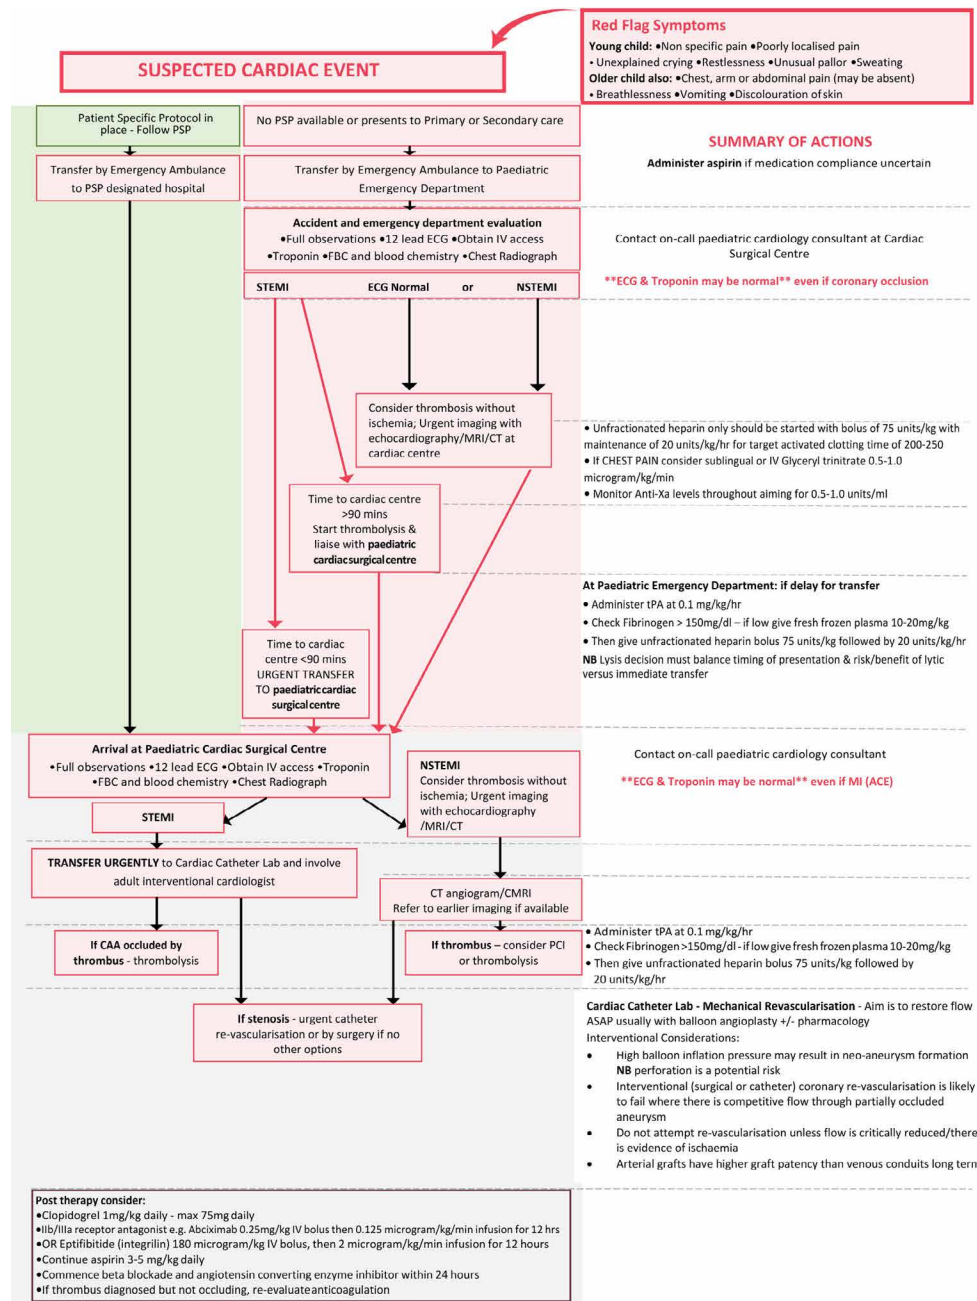 Red Flag Symptoms
Young child: •Non specific pain •Poorly localised pain
• Unexplained crying •Restlessness •Unusual pallor •Sweating
Older child also: •Chest, arm or abdominal pain (may be absent)
• Breathlessness •Vomiting •Discolouration of skin
SUSPECTED CARDIAC EVENT
Patient Specific Protocol in
place - Follow PSP
No PSP available or presents to Primary or Secondary care
SUMMARY OF ACTIONS
Administer aspirin if medication compliance uncertain
Transfer by Emergency Ambulance
to PSP designated hospital
Transfer by Emergency Ambulance to Paediatric
Emergency Department
Accident and emergency department evaluation
•Full observations •12 lead ECG •Obtain IV access
•Troponin •FBC and blood chemistry •Chest Radiograph
Contact on-call paediatric cardiology consultant at Cardiac
Surgical Centre
**ECG & Troponin may be normal** even if coronary occlusion
STEMI ECG Normal or NSTEMI
Consider thrombosis without
ischemia; Urgent imaging with
echocardiography/MRI/CT at
cardiac centre
• Unfractionated heparin only should be started with bolus of 75 units/kg with
maintenance of 20 units/kg/hr for target activated clotting time of 200-250
• If CHEST PAIN consider sublingual or IV Glyceryl trinitrate 0.5-1.0
microgram/kg/min
• Monitor Anti-Xa levels throughout aiming for 0.5-1.0 units/ml
Time to cardiac centre
>90 mins
Start thrombolysis &
liaise with paediatric
cardiac surgical centre
At Paediatric Emergency Department: if delay for transfer
• Administer tPA at 0.1 mg/kg/hr
• Check Fibrinogen > 150mg/dl – if low give fresh frozen plasma 10-20mg/kg
• Then give unfractionated heparin bolus 75 units/kg followed by 20 units/kg/hr
NB Lysis decision must balance timing of presentation & risk/benefit of lytic
versus immediate transfer
Time to cardiac
centre <90 mins
URGENT TRANSFER
TO paediatric cardiac
surgical centre
Arrival at Paediatric Cardiac Surgical Centre
•Full observations •12 lead ECG •Obtain IV access •Troponin
•FBC and blood chemistry •Chest Radiograph
Contact on-call paediatric cardiology consultant
**ECG & Troponin may be normal** even if MI (ACE)
NSTEMI
Consider thrombosis without
ischemia; Urgent imaging
with echocardiography
/MRI/CT
STEMI
TRANSFER URGENTLY to Cardiac Catheter Lab and involve
adult interventional cardiologist
CT angiogram/CMRI
Refer to earlier imaging if available
If CAA occluded by
thrombus - thrombolysis
If thrombus – consider PCI
or thrombolysis
• Administer tPA at 0.1 mg/kg/hr
• Check Fibrinogen >150mg/dl - if low give fresh frozen plasma 10-20mg/kg
• Then give unfractionated heparin bolus 75 units/kg followed by
20 units/kg/hr
If stenosis - urgent catheter
re-vascularisation or by surgery if no
other options
Cardiac Catheter Lab - Mechanical Revascularisation - Aim is to restore flow
ASAP usually with balloon angioplasty +/- pharmacology
Interventional Considerations:
• High balloon inflation pressure may result in neo-aneurysm formation
NB perforation is a potential risk
• Interventional (surgical or catheter) coronary re-vascularisation is likely
to fail where there is competitive flow through partially occluded
aneurysm
• Do not attempt re-vascularisation unless flow is critically reduced/there
is evidence of ischaemia
• Arterial grafts have higher graft patency than venous conduits long term
Post therapy consider:
•Clopidogrel 1mg/kg daily - max 75mg daily
•IIb/IIIa receptor antagonist e.g. Abciximab 0.25mg/kg IV bolus then 0.125 microgram/kg/min infusion for 12 hrs
•OR Eptifibitide (integrilin) 180 microgram/kg IV bolus, then 2 microgram/kg/min infusion for 12 hours
•Continue aspirin 3-5 mg/kg daily
•Commence beta blockade and angiotensin converting enzyme inhibitor within 24 hours
•If thrombus diagnosed but not occluding, re-evaluate anticoagulation